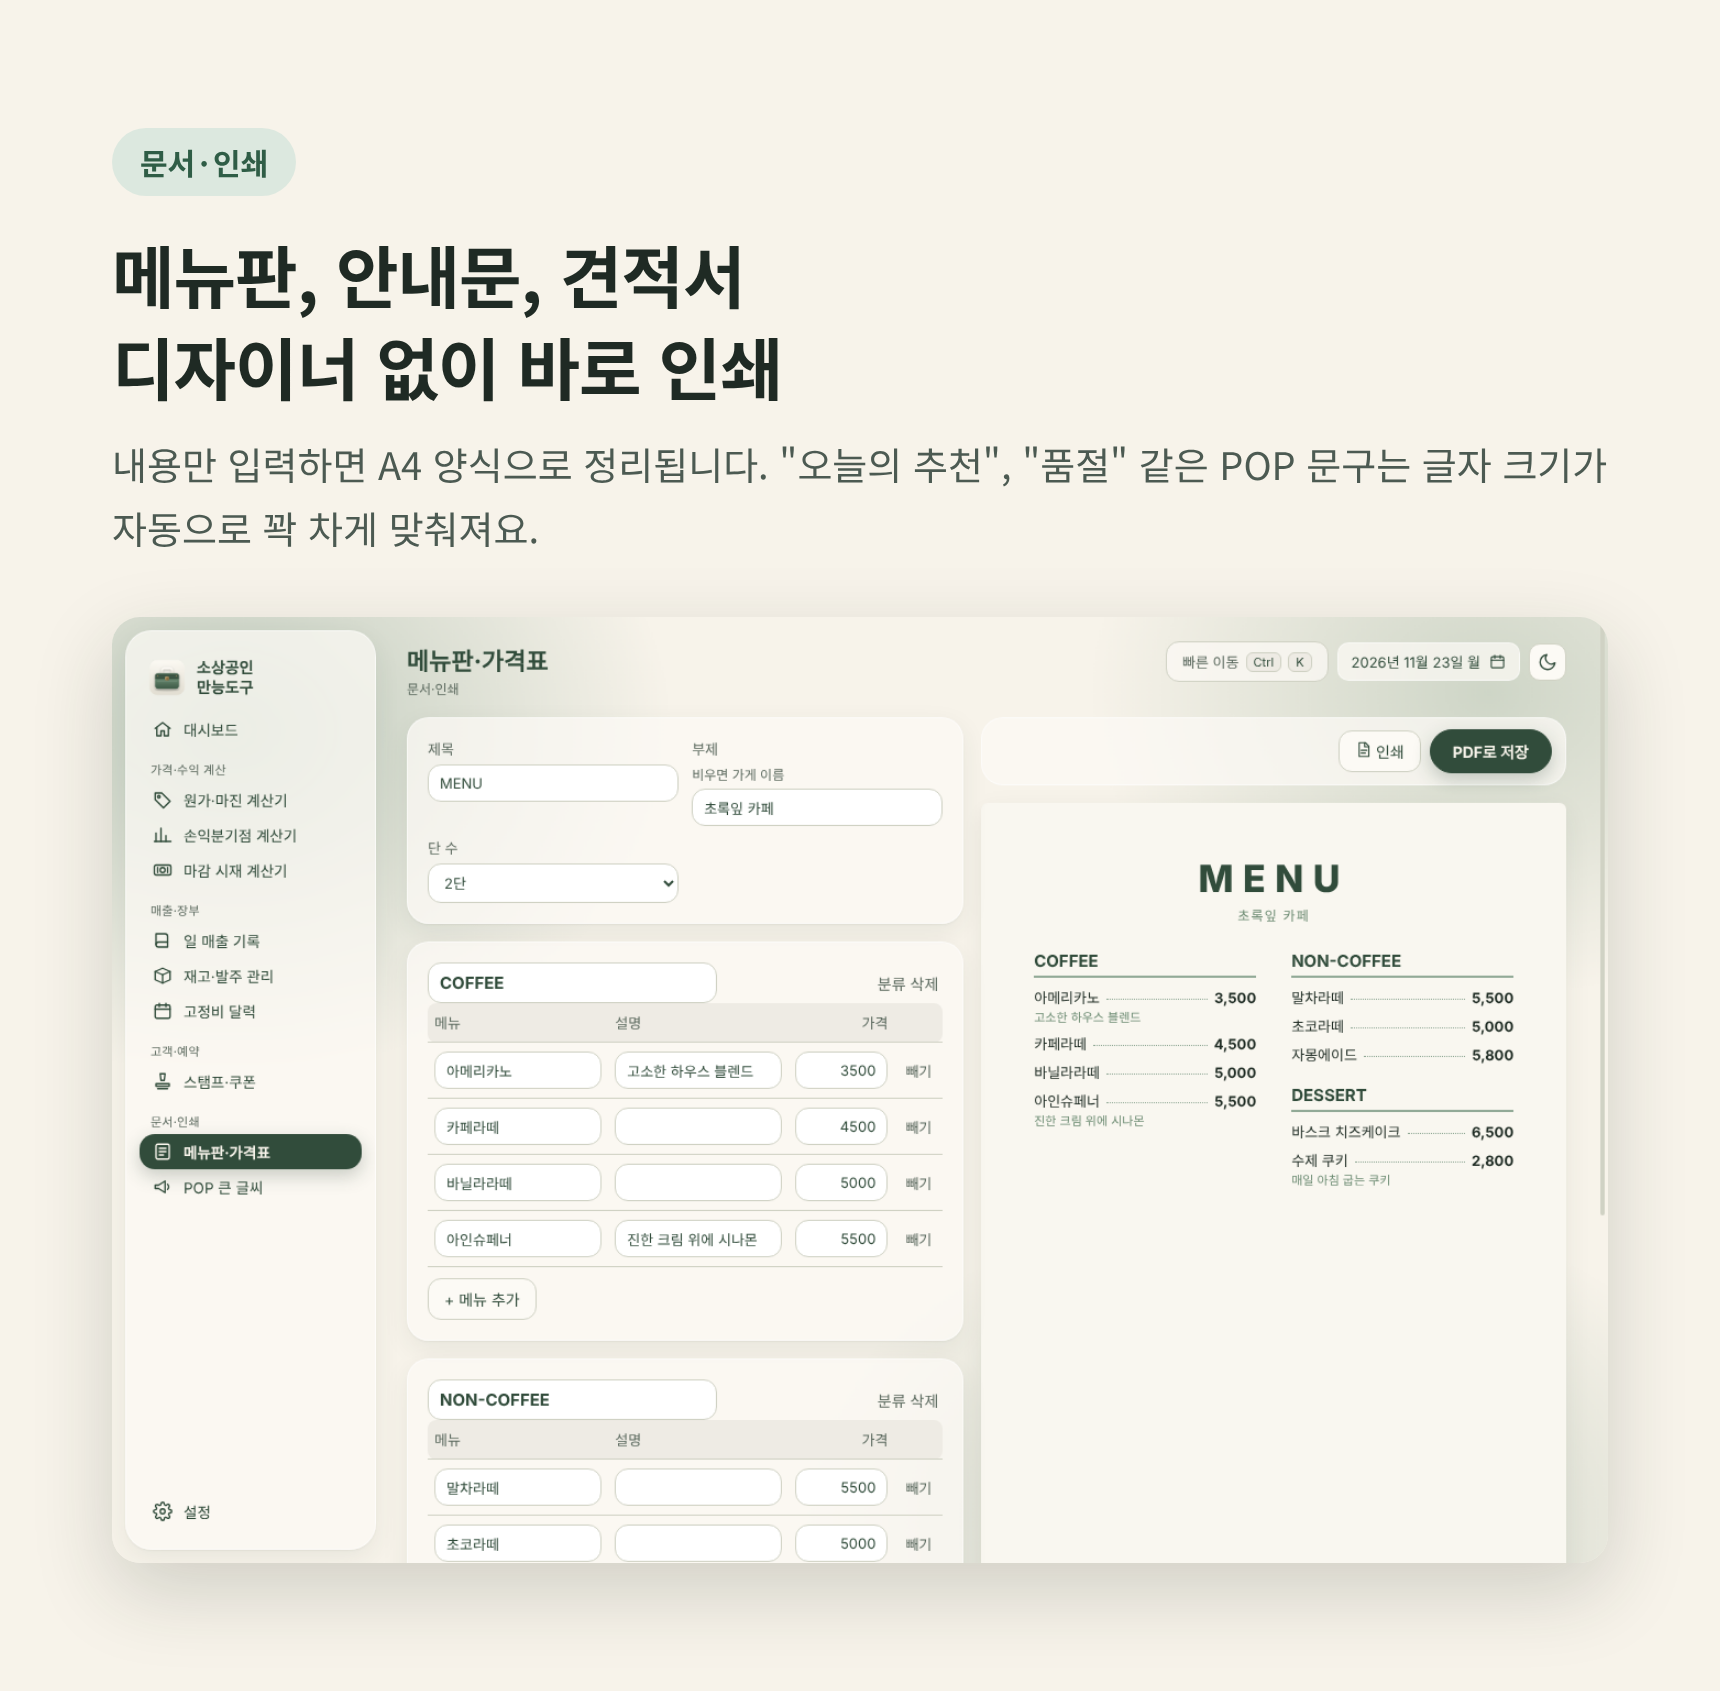 문서·인쇄
메뉴판, 안내문, 견적서
디자이너 없이 바로 인쇄
내용만 입력하면 A4 양식으로 정리됩니다. "오늘의 추천", "품절" 같은 POP 문구는 글자 크기가
자동으로 꽉 차게 맞춰져요.
소상공인
만능도구
대시보드
가격·수익 계산
원가·마진 계산기
손익분기점 계산기
마감 시재 계산기
매출·장부
일 매출 기록
재고·발주 관리
고정비 달력
고객·예약
스탬프·쿠폰
문서·인쇄
메뉴판·가격표
POP 큰 글씨
설정
메뉴판·가격표
문서·인쇄
빠른 이동 Ctrl K
2026년 11월 23일 월
제목
MENU
부제
비우면 가게 이름
초록잎 카페
단 수
2단
COFFEE 분류 삭제
메뉴 설명 가격
아메리카노 고소한 하우스 블렌드 3500 빼기
카페라떼 4500 빼기
바닐라라떼 5000 빼기
아인슈페너 진한 크림 위에 시나몬 5500 빼기
+ 메뉴 추가
NON-COFFEE 분류 삭제
메뉴 설명 가격
말차라떼 5500 빼기
초코라떼 5000 빼기
인쇄
PDF로 저장
MENU
초록잎 카페
COFFEE
아메리카노 3,500
고소한 하우스 블렌드
카페라떼 4,500
바닐라라떼 5,000
아인슈페너 5,500
진한 크림 위에 시나몬
NON-COFFEE
말차라떼 5,500
초코라떼 5,000
자몽에이드 5,800
DESSERT
바스크 치즈케이크 6,500
수제 쿠키 2,800
매일 아침 굽는 쿠키